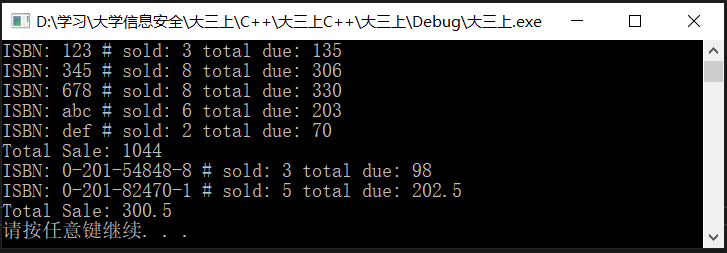 D:\学习\大学信息安全\大三上\C++\大三上C++\大三上\Debug\大三上.exe
ISBN: 123 # sold: 3 total due: 135
ISBN: 345 # sold: 8 total due: 306
ISBN: 678 # sold: 8 total due: 330
ISBN: abc # sold: 6 total due: 203
ISBN: def # sold: 2 total due: 70
Total Sale: 1044
ISBN: 0-201-54848-8 # sold: 3 total due: 98
ISBN: 0-201-82470-1 # sold: 5 total due: 202.5
Total Sale: 300.5
请按任意键继续. . .